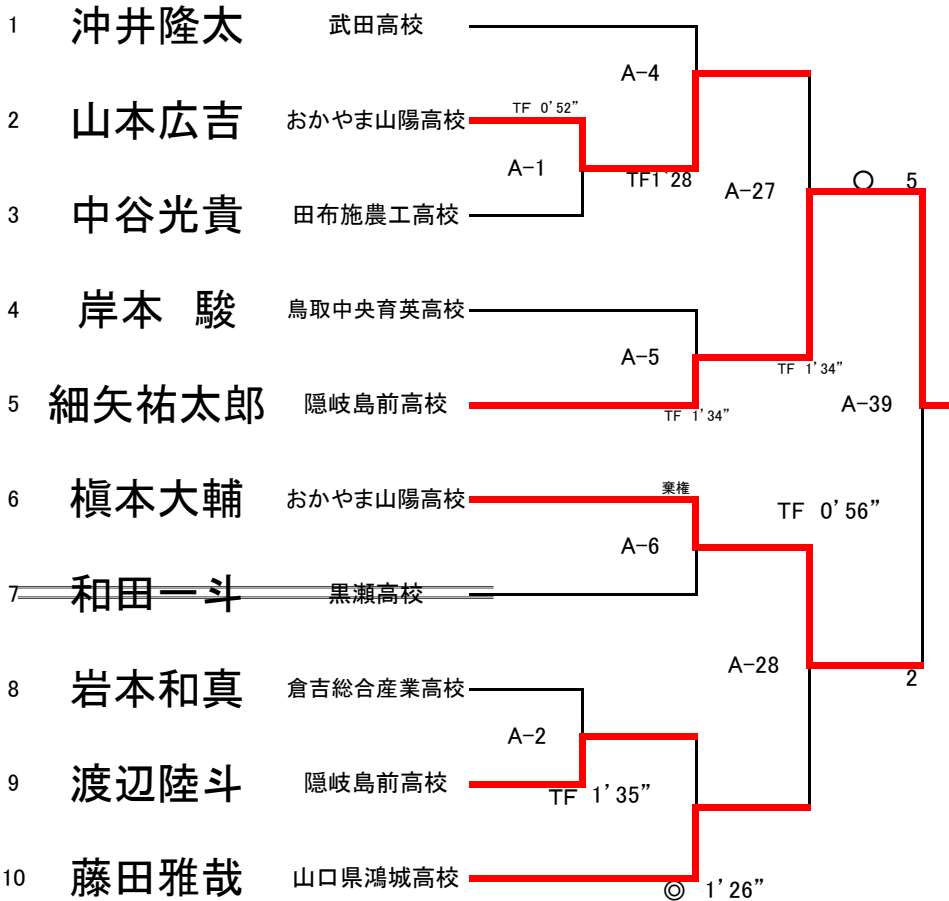 1 沖井隆太 武田高校
A-4
2 山本広吉 おかやま山陽高校 TF 0'52"
A-1 TF1'28 A-27 ○ 5
3 中谷光貴 田布施農工高校
4 岸本 駿 鳥取中央育英高校
A-5 TF 1'34"
5 細矢祐太郎 隠岐島前高校 TF 1'34" A-39
6 槇本大輔 おかやま山陽高校 棄権 TF 0'56"
A-6
7 和田一斗 黒瀬高校
A-28 2
8 岩本和真 倉吉総合産業高校
A-2
9 渡辺陸斗 隠岐島前高校 TF 1'35"
10 藤田雅哉 山口県鴻城高校 ◎ 1'26"